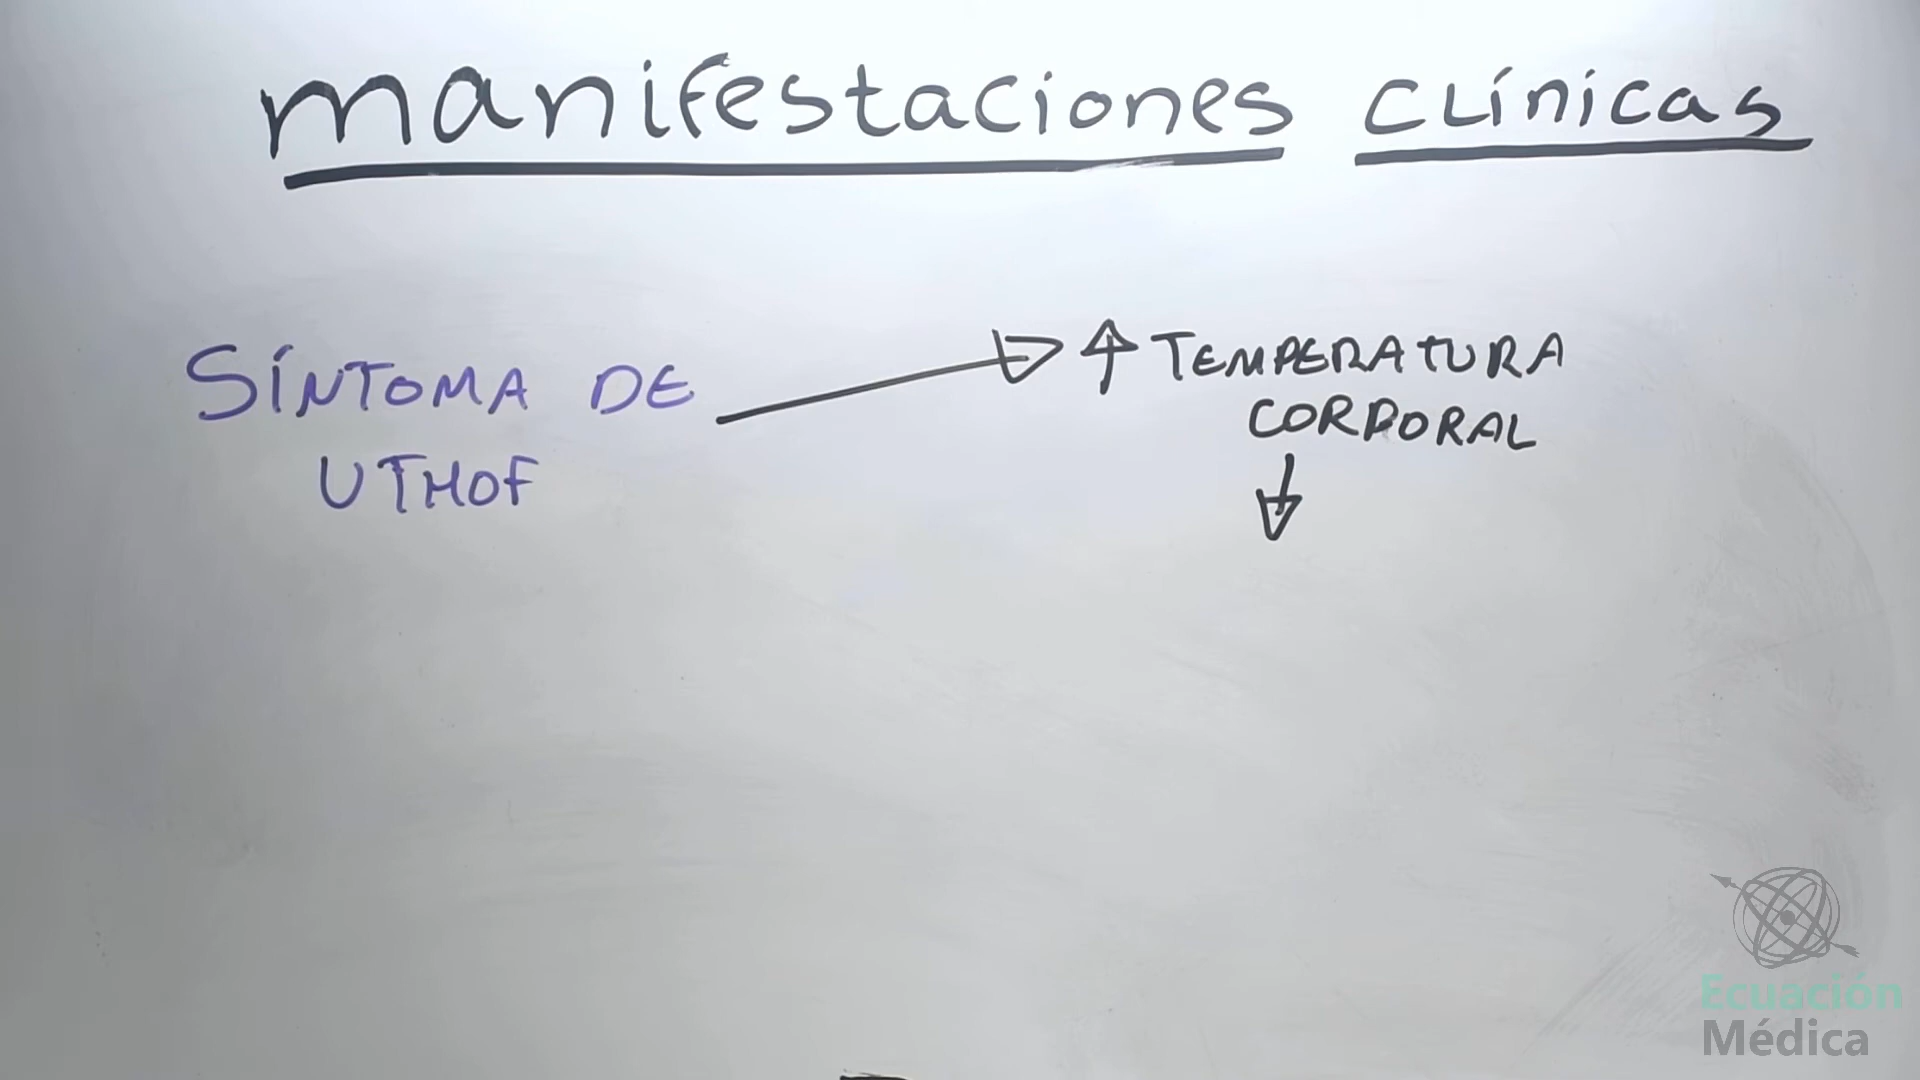 manifestaciones clínicas
SÍNTOMA DE
UTHOF
↑ TEMPERATURA
CORPORAL
↓
Ecuación
Médica